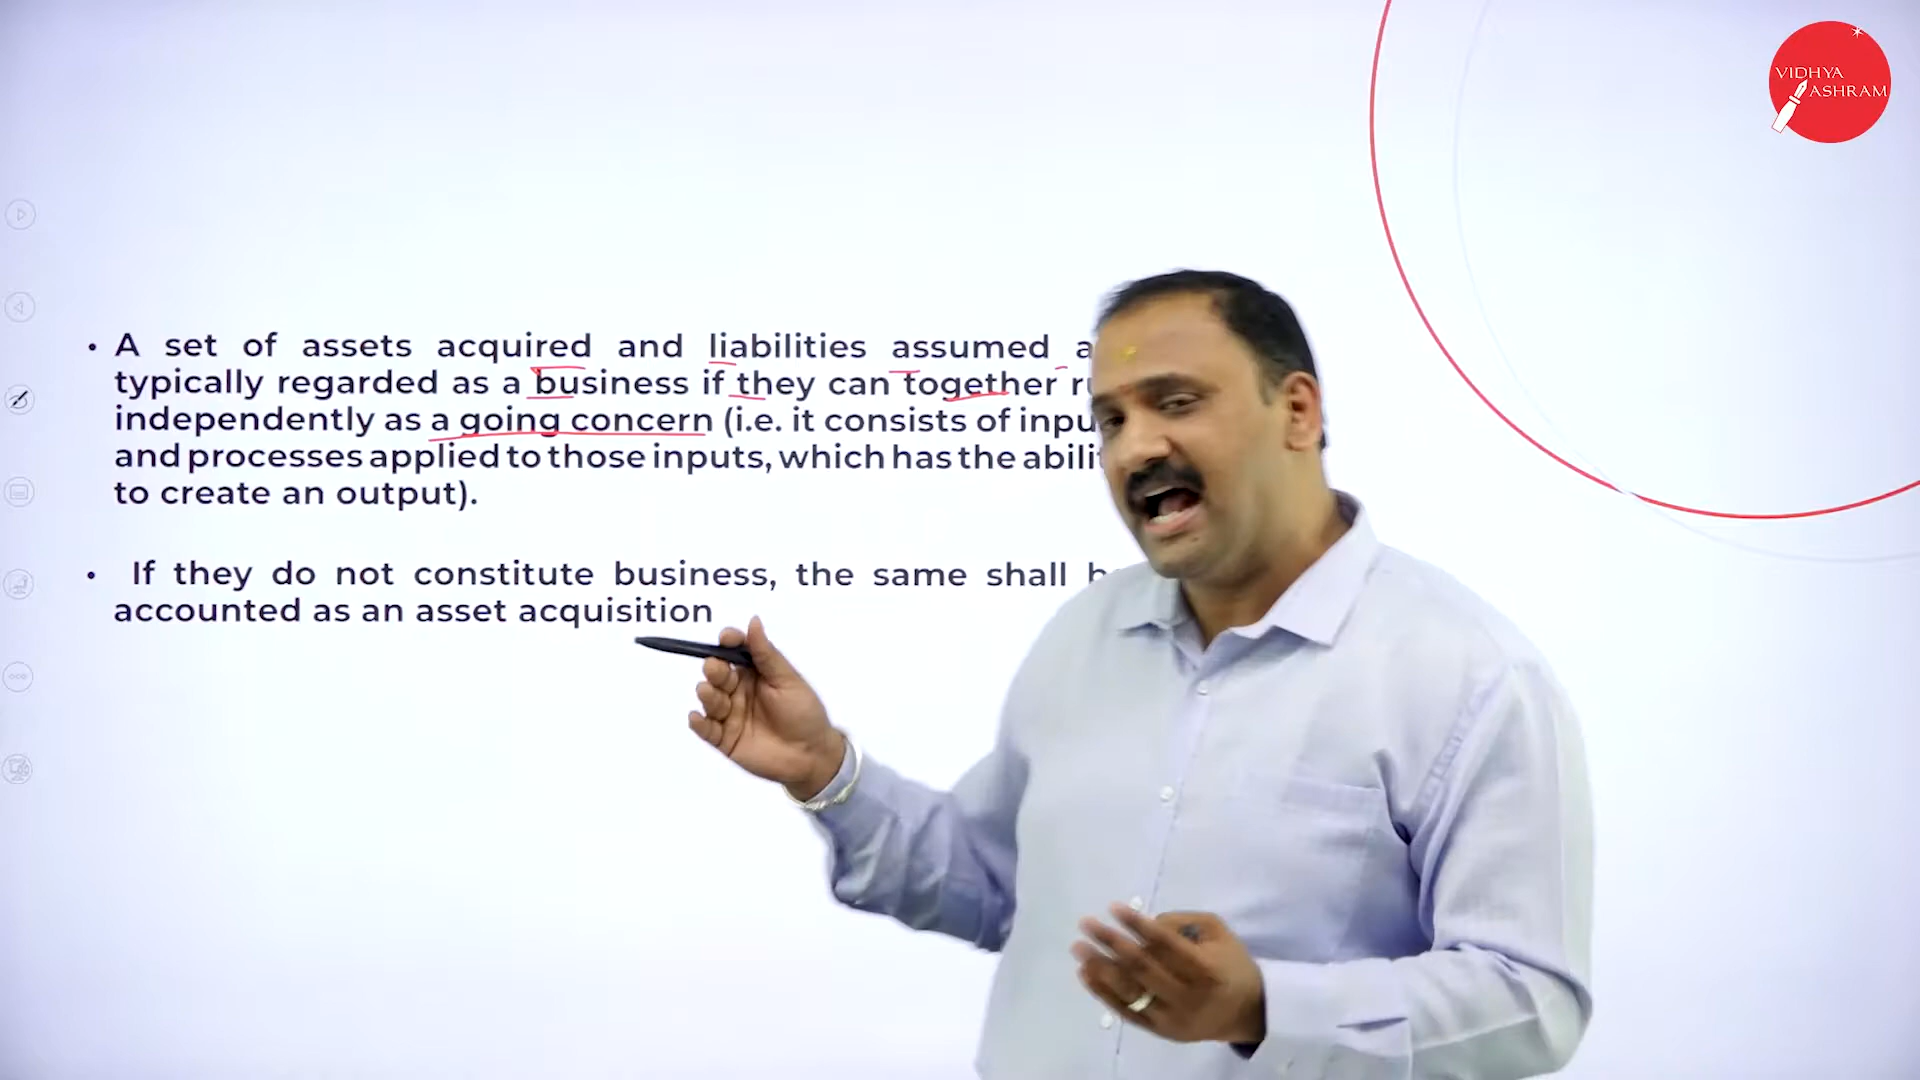 VIDHYA
ASHRAM
• A set of assets acquired and liabilities assumed
typically regarded as a business if they can together
independently as a going concern (i.e. it consists of
and processes applied to those inputs, which has the
to create an output).
• If they do not constitute business, the same shall
accounted as an asset acquisition